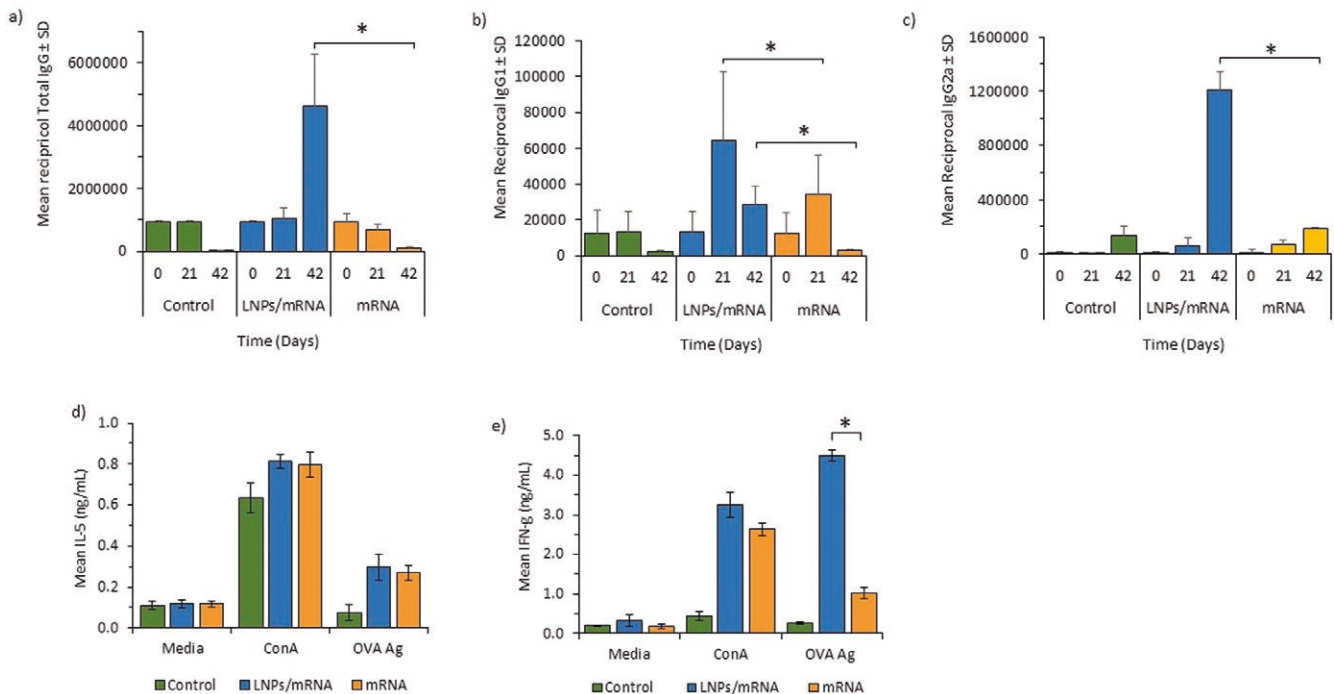 a)
*
Mean recipricol Total IgG ± SD
6000000
4000000
2000000
0
0 21 42 0 21 42 0 21 42
Control LNPs/mRNA mRNA
Time (Days)
b)
*
*
Mean Reciprocal IgG1 ± SD
120000
100000
80000
60000
40000
20000
0
0 21 42 0 21 42 0 21 42
Control LNPs/mRNA mRNA
Time (Days)
c)
*
Mean Reciprocal IgG2a ± SD
1600000
1200000
800000
400000
0
0 21 42 0 21 42 0 21 42
Control LNPs/mRNA mRNA
Time (Days)
d)
Mean IL-5 (ng/mL)
1.0
0.8
0.6
0.4
0.2
0.0
Media ConA OVA Ag
Control LNPs/mRNA mRNA
e)
*
Mean IFN-g (ng/mL)
5.0
4.0
3.0
2.0
1.0
0.0
Media ConA OVA Ag
Control LNPs/mRNA mRNA